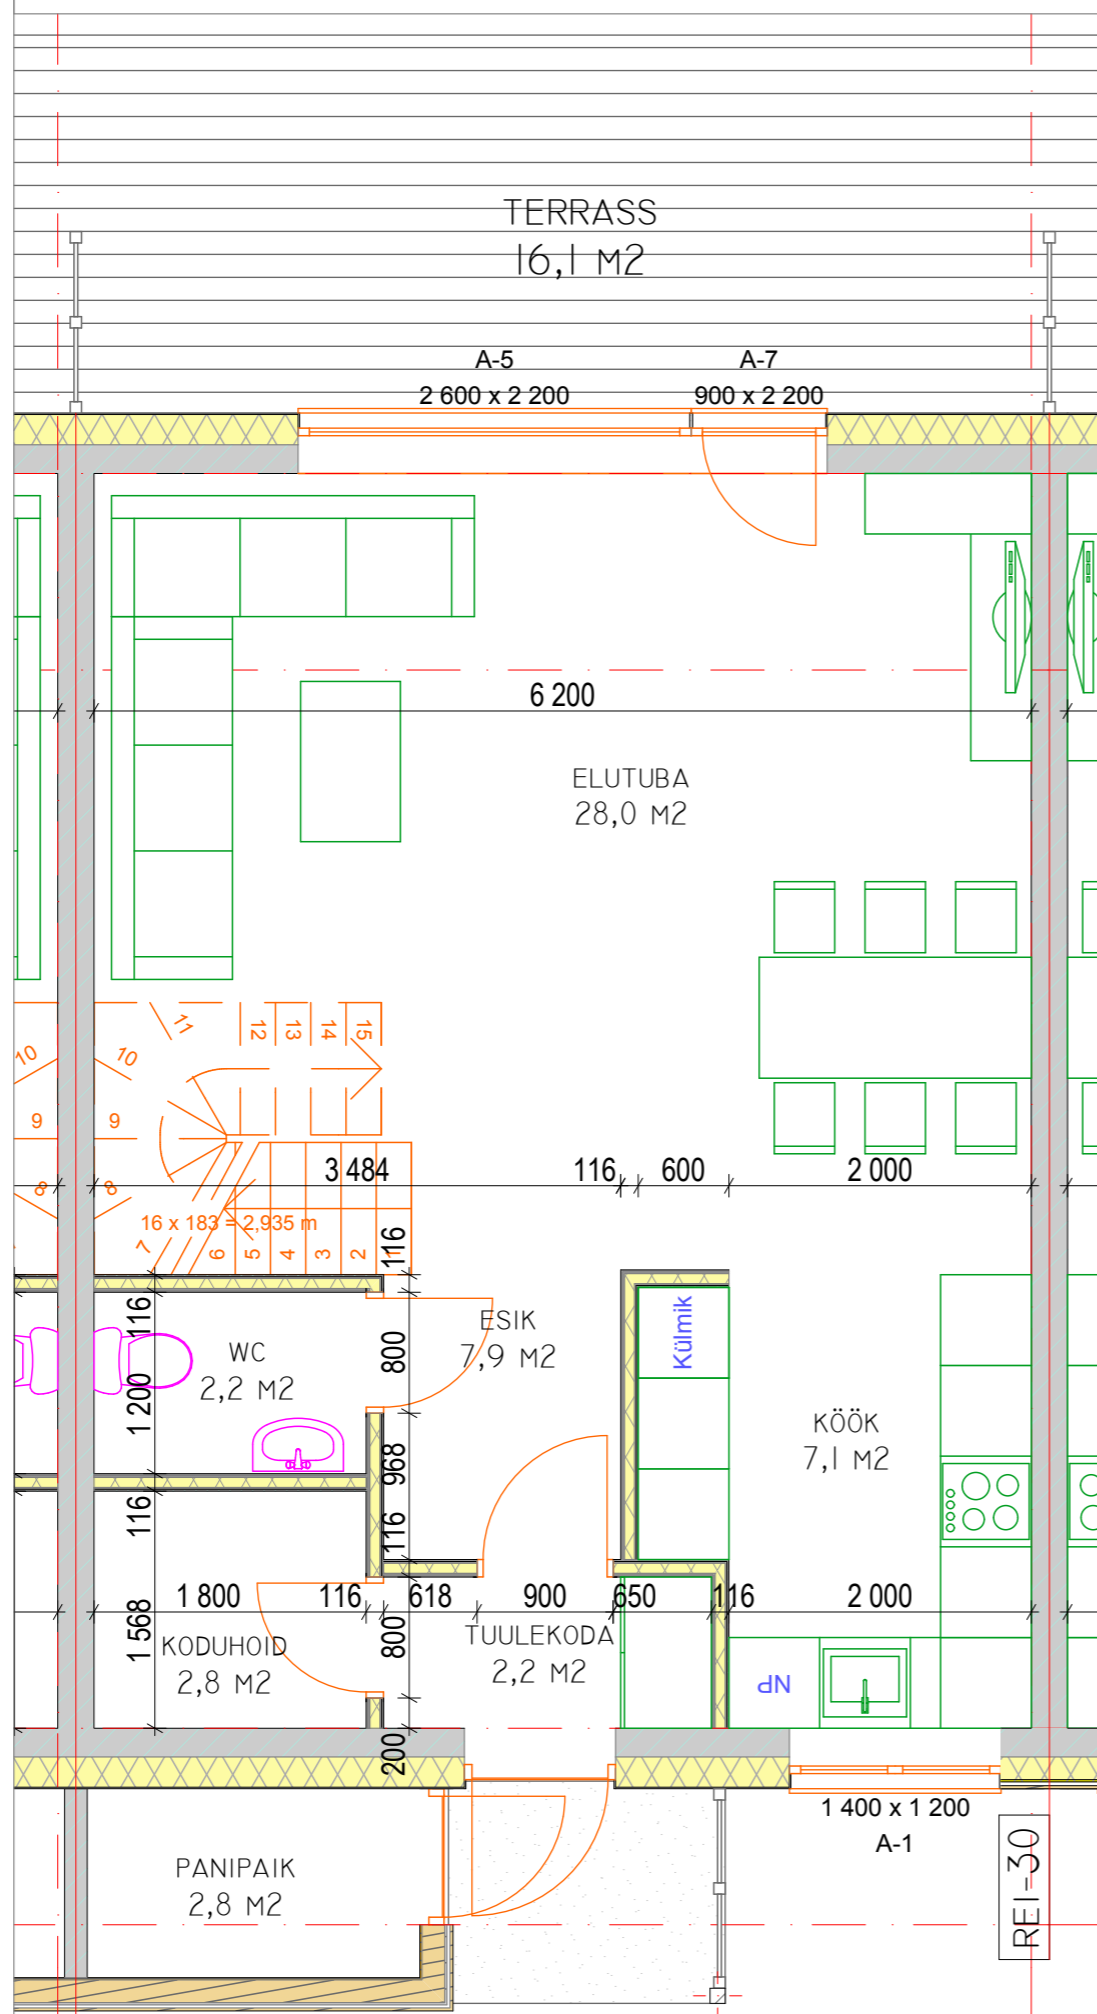 TERRASS
16,1 M2
A-5
A-7
2 600 x 2 200
900 x 2 200
6 200
ELUTUBA
28,0 M2
11
12
13
14
15
10
10
9
9
8
8
3 484
116
600
2 000
16 x 183 = 2,935 m
7
6
5
4
3
2
1
116
116
WC
2,2 M2
1 200
800
ESIK
7,9 M2
Külmik
KÖÖK
7,1 M2
968
116
116
1 800
116
618
900
650
116
2 000
1 568
KODUHOID
2,8 M2
800
TUULEKODA
2,2 M2
NP
200
1 400 x 1 200
A-1
PANIPAIK
2,8 M2
REI-30